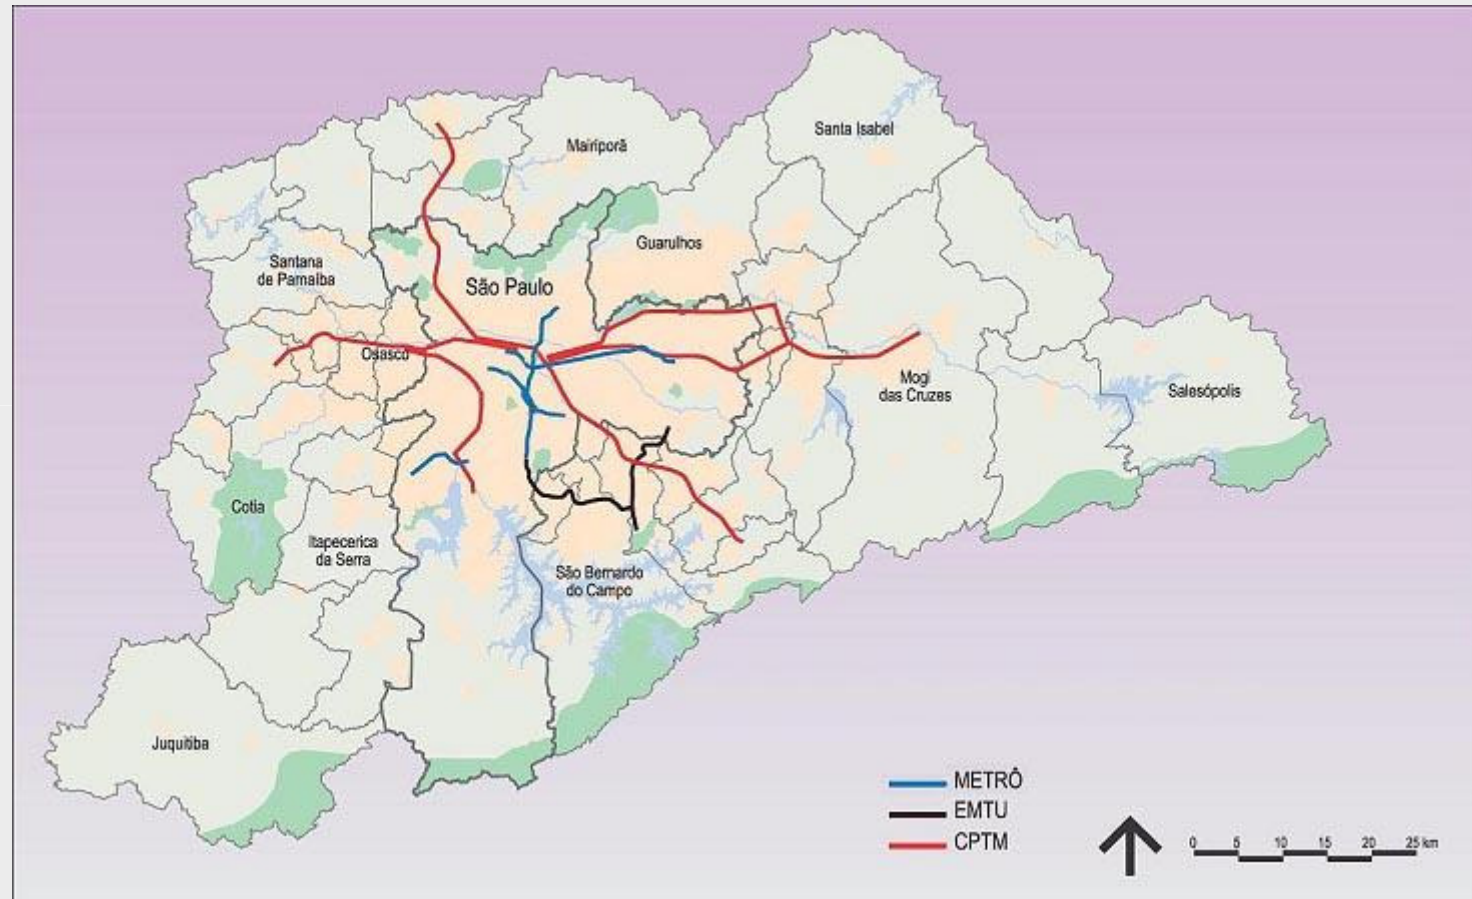 Santa Isabel
Mairiporã
Guarulhos
Santana
de Parnaíba
São Paulo
Osasco
Mogi
das Cruzes
Salesópolis
Cotia
Itapecerica
da Serra
São Bernardo
do Campo
Juquitiba
METRÔ
EMTU
CPTM
0 5 10 15 20 25 km